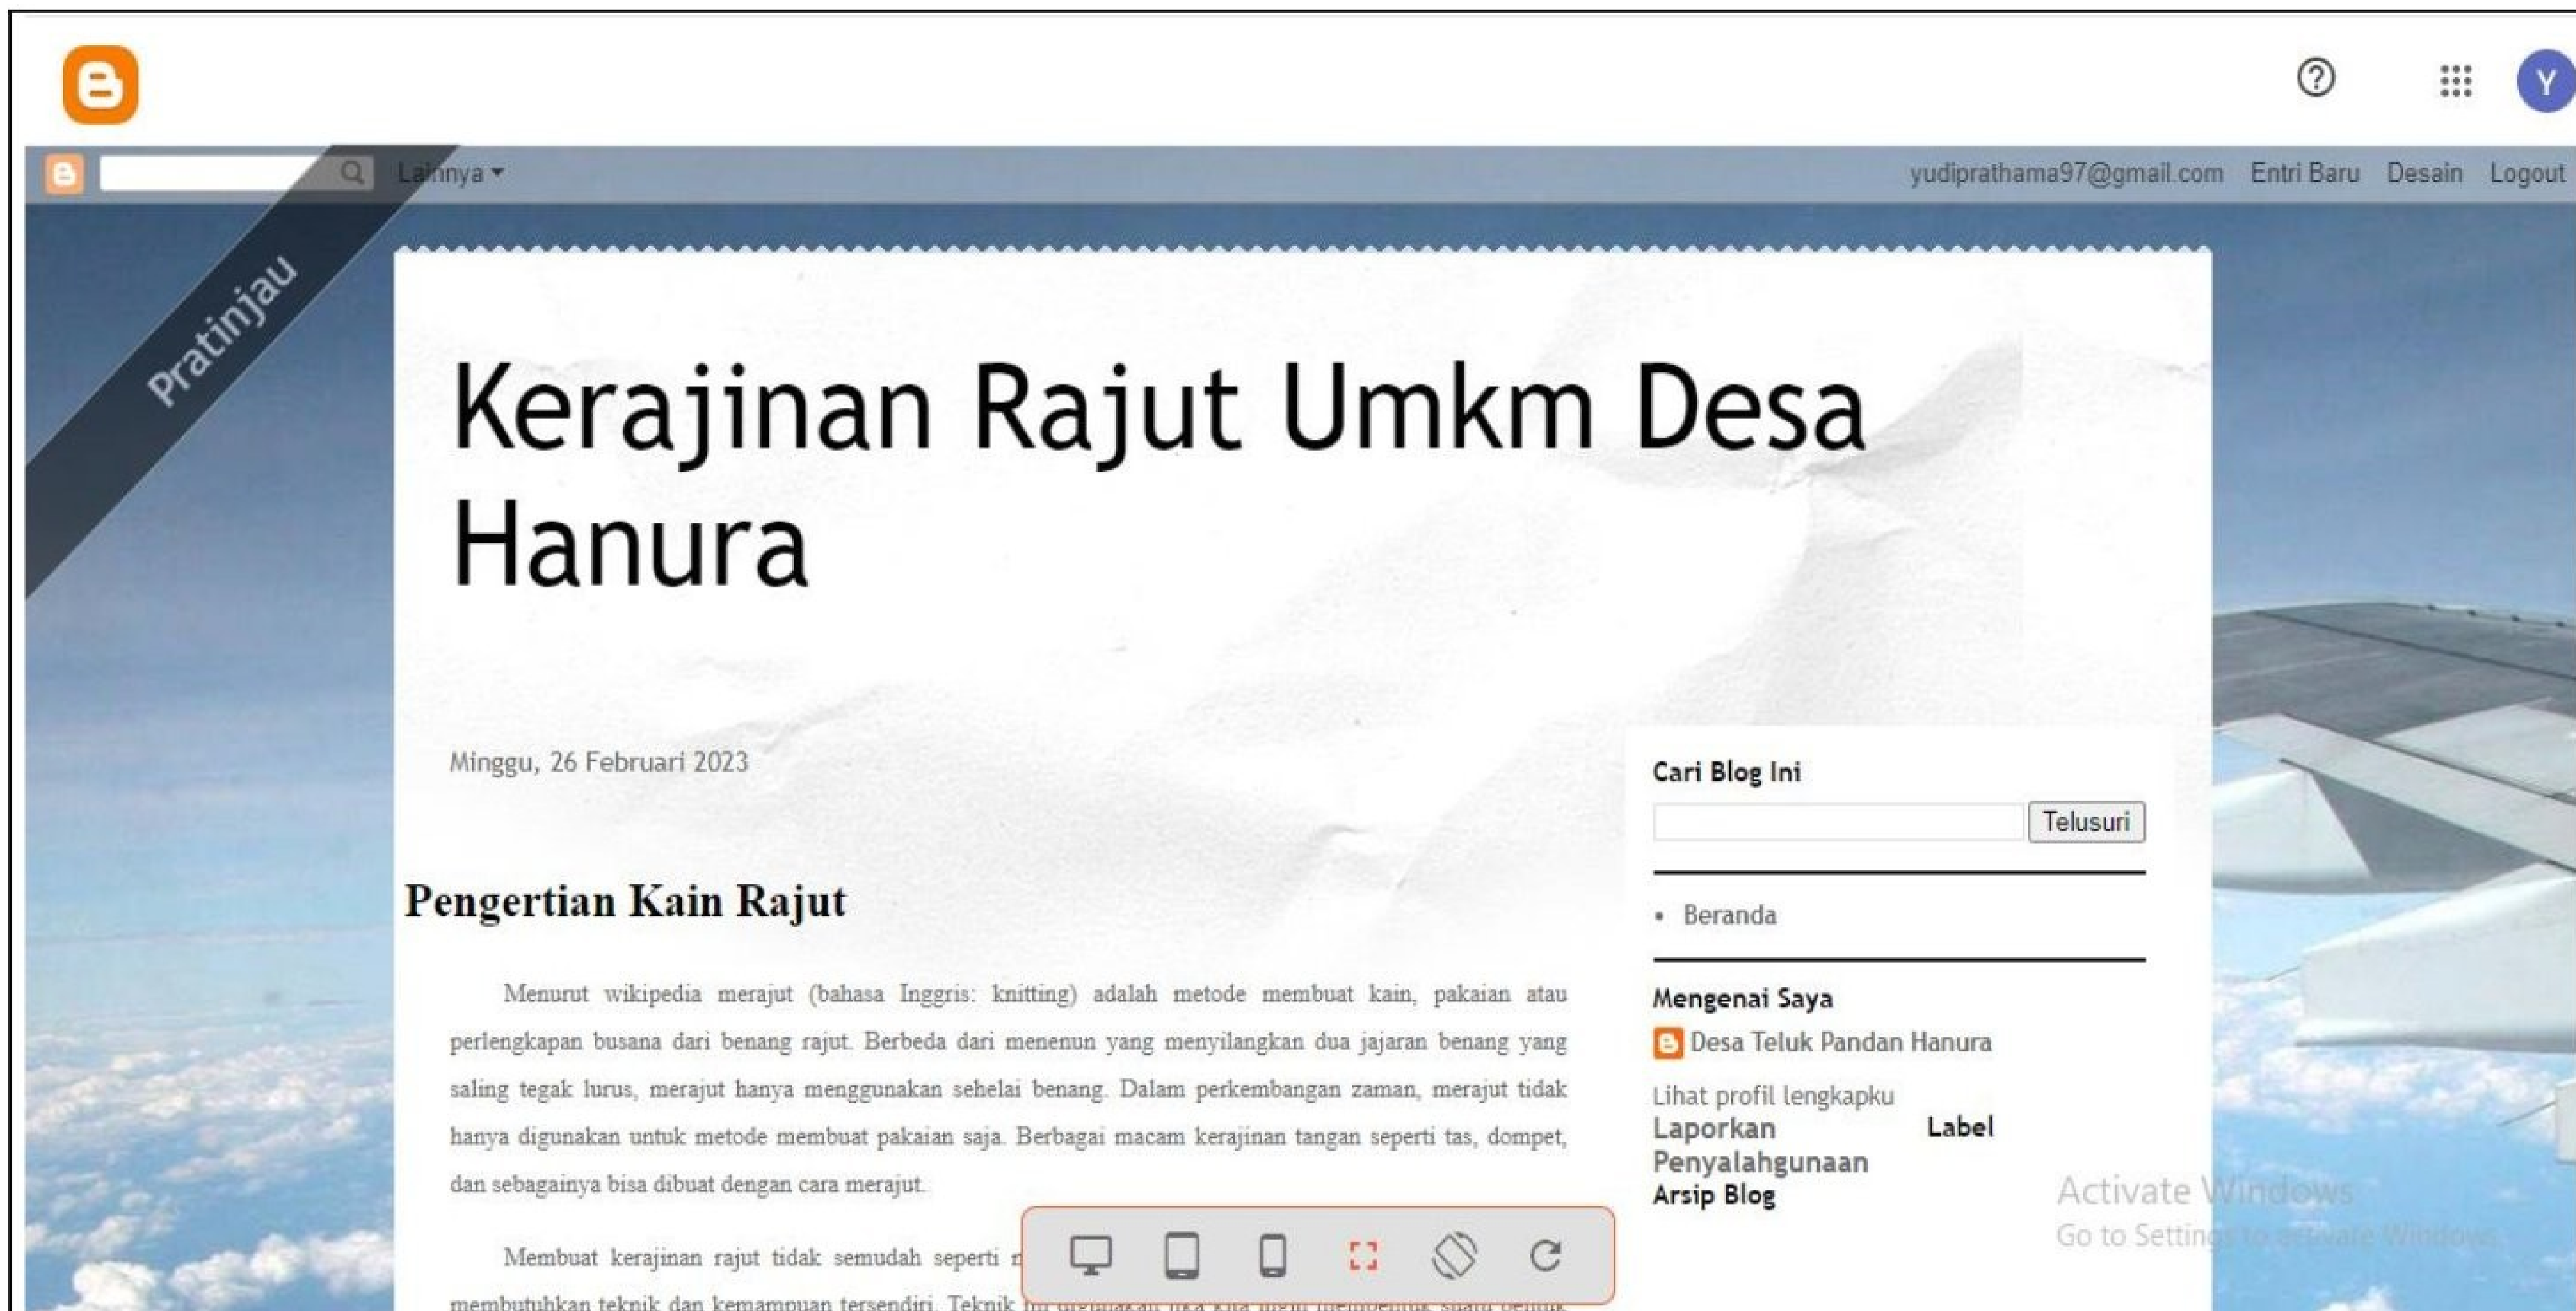 Y
Lainnya
yudiprathama97@gmail.com Entri Baru Desain Logout
Pratinjau
Kerajinan Rajut Umkm Desa
Hanura
Minggu, 26 Februari 2023
Pengertian Kain Rajut
Menurut wikipedia merajut (bahasa Inggris: knitting) adalah metode membuat kain, pakaian atau
perlengkapan busana dari benang rajut. Berbeda dari menenun yang menyilangkan dua jajaran benang yang
saling tegak lurus, merajut hanya menggunakan sehelai benang. Dalam perkembangan zaman, merajut tidak
hanya digunakan untuk metode membuat pakaian saja. Berbagai macam kerajinan tangan seperti tas, dompet,
dan sebagainya bisa dibuat dengan cara merajut.
Membuat kerajinan rajut tidak semudah seperti
membutuhkan teknik dan kemampuan tersendiri. Teknik
Cari Blog Ini
Telusuri
• Beranda
Mengenai Saya
Desa Teluk Pandan Hanura
Lihat profil lengkapku
Laporkan Label
Penyalahgunaan
Arsip Blog
Activate Windows
Go to Settings to activate Windows.